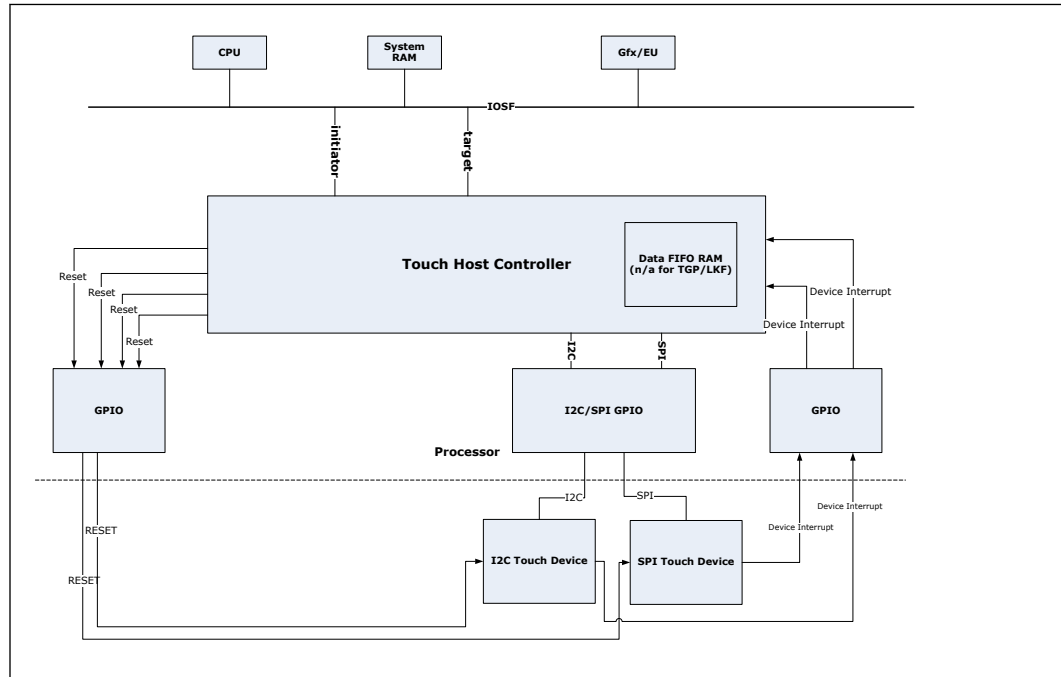 CPU
System
RAM
Gfx/EU
IOSF
initiator
target
Touch Host Controller
Data FIFO RAM
(n/a for TGP/LKF)
Reset
Reset
Reset
Reset
Device Interrupt
Device Interrupt
I2C
SPI
GPIO
I2C/SPI GPIO
GPIO
Processor
I2C
SPI
Device Interrupt
Device Interrupt
RESET
RESET
I2C Touch Device
SPI Touch Device